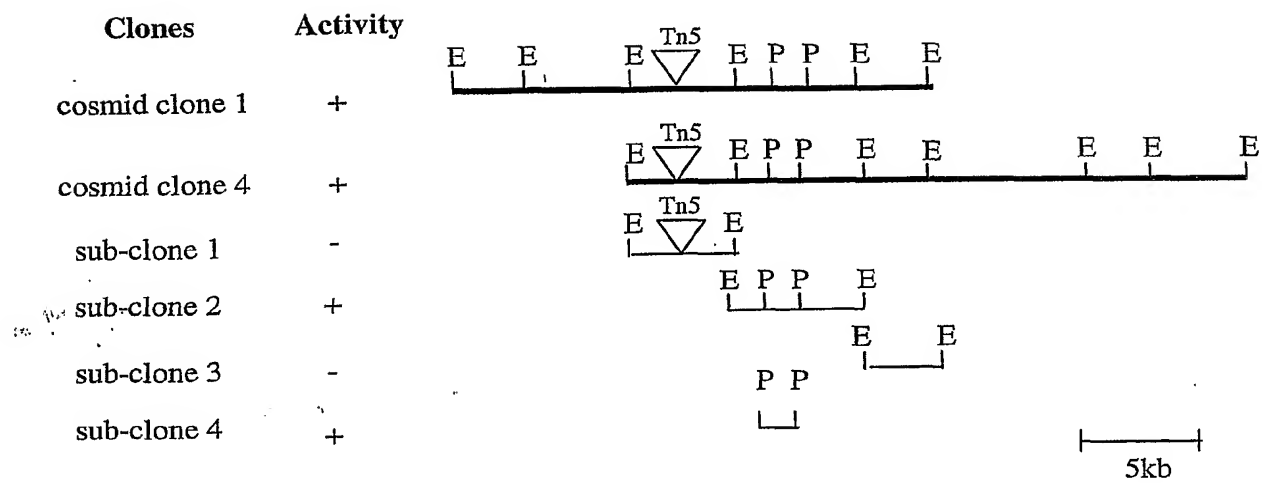 Clones Activity
Tn5
E E E E P P E E
cosmid clone 1 +
Tn5
E E P P E E E E E
cosmid clone 4 +
Tn5
E E
sub-clone 1 -
E P P E
sub-clone 2 +
E E
sub-clone 3 -
P P
sub-clone 4 +
5kb